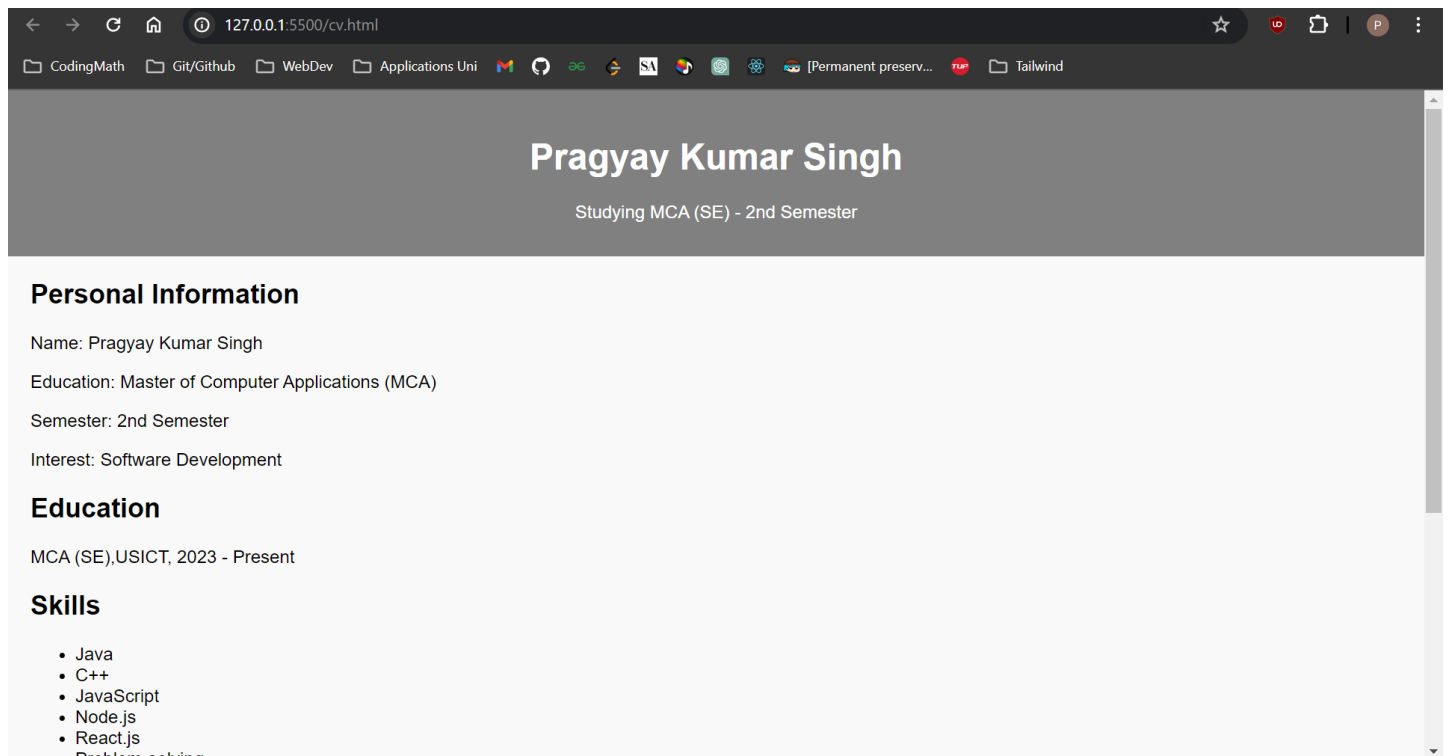 127.0.0.1:5500/cv.html
P
CodingMath Git/Github WebDev Applications Uni SA [Permanent preserv... TUF Tailwind
Pragyay Kumar Singh
Studying MCA (SE) - 2nd Semester
Personal Information
Name: Pragyay Kumar Singh
Education: Master of Computer Applications (MCA)
Semester: 2nd Semester
Interest: Software Development
Education
MCA (SE),USICT, 2023 - Present
Skills
• Java
• C++
• JavaScript
• Node.js
• React.js